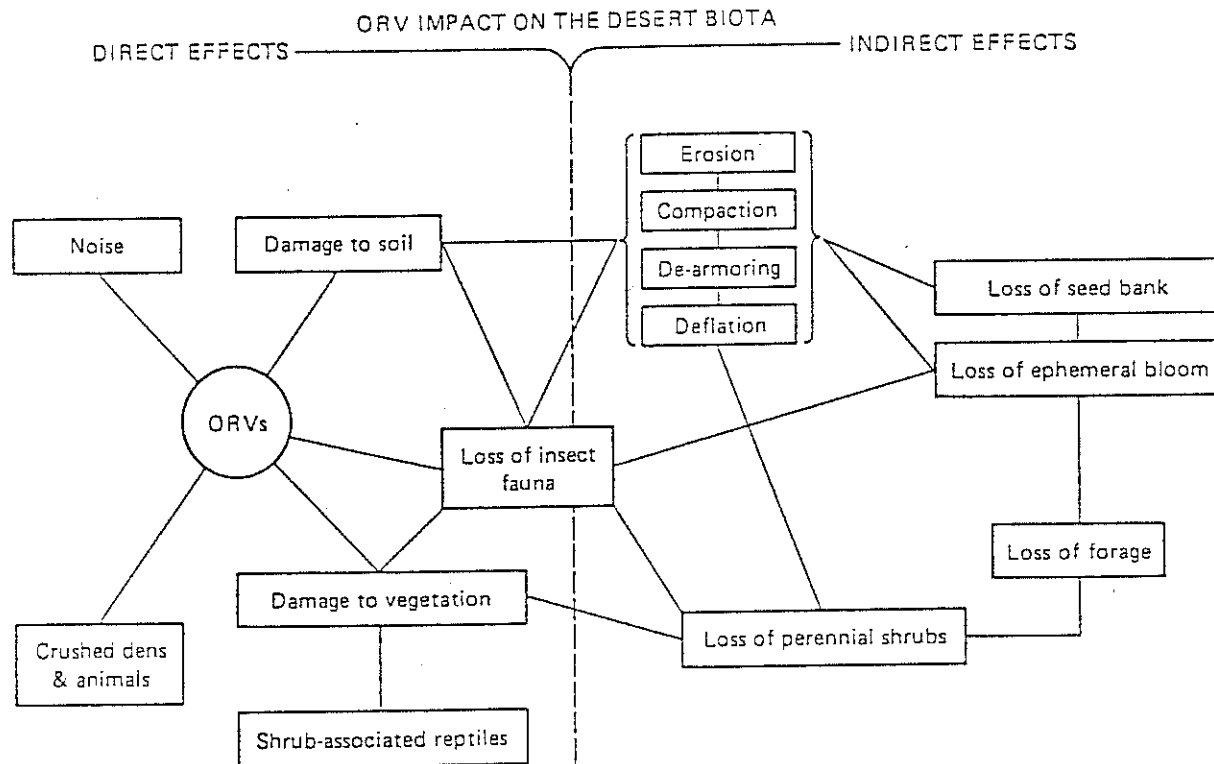 ORV IMPACT ON THE DESERT BIOTA
DIRECT EFFECTS
INDIRECT EFFECTS
Erosion
Compaction
De-armoring
Deflation
Noise
Damage to soil
Loss of seed bank
Loss of ephemeral bloom
ORVs
Loss of insect
fauna
Loss of forage
Damage to vegetation
Loss of perennial shrubs
Crushed dens
& animals
Shrub-associated reptiles